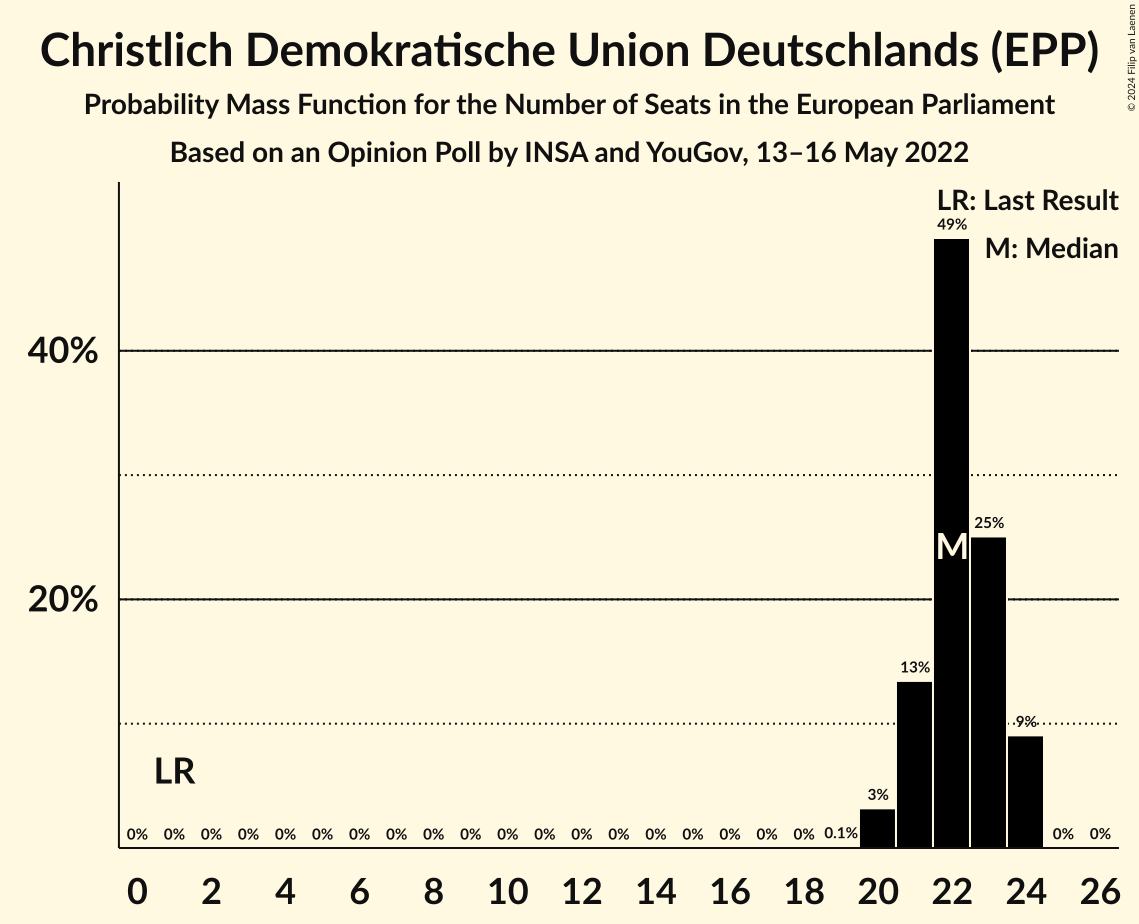 Christlich Demokratische Union Deutschlands (EPP)
Probability Mass Function for the Number of Seats in the European Parliament
Based on an Opinion Poll by INSA and YouGov, 13–16 May 2022
© 2024 Filip van Laenen
LR: Last Result
M: Median
49%
40%
25%
M
20%
13%
9%
LR
3%
0% 0% 0% 0% 0% 0% 0% 0% 0% 0% 0% 0% 0% 0% 0% 0% 0% 0% 0% 0.1% 0% 0%
0 2 4 6 8 10 12 14 16 18 20 22 24 26